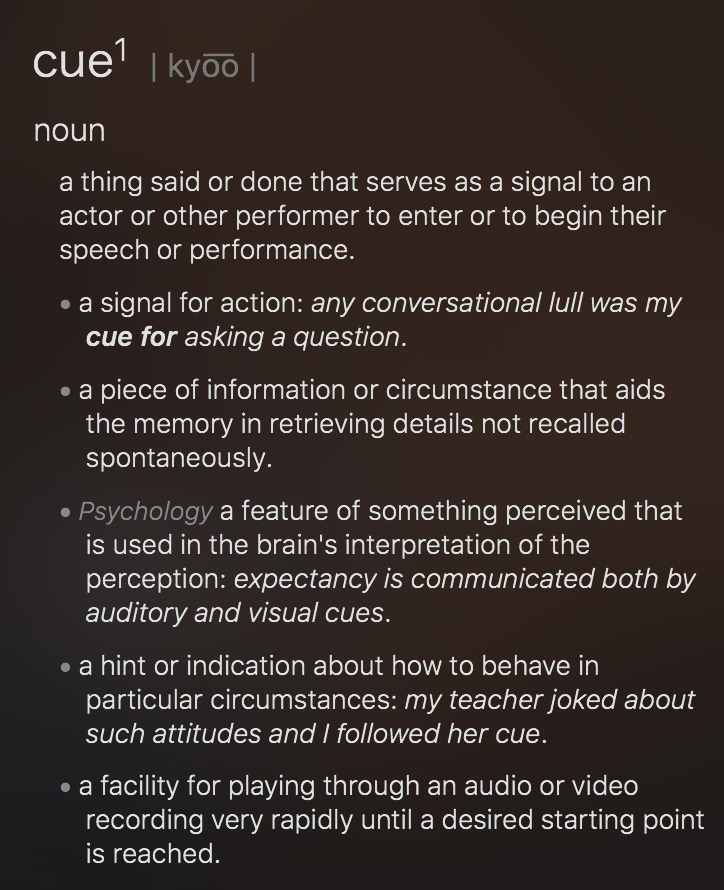 cue¹ | kyo͞o |
noun
a thing said or done that serves as a signal to an
actor or other performer to enter or to begin their
speech or performance.
• a signal for action: any conversational lull was my
cue for asking a question.
• a piece of information or circumstance that aids
the memory in retrieving details not recalled
spontaneously.
• Psychology a feature of something perceived that
is used in the brain's interpretation of the
perception: expectancy is communicated both by
auditory and visual cues.
• a hint or indication about how to behave in
particular circumstances: my teacher joked about
such attitudes and I followed her cue.
• a facility for playing through an audio or video
recording very rapidly until a desired starting point
is reached.